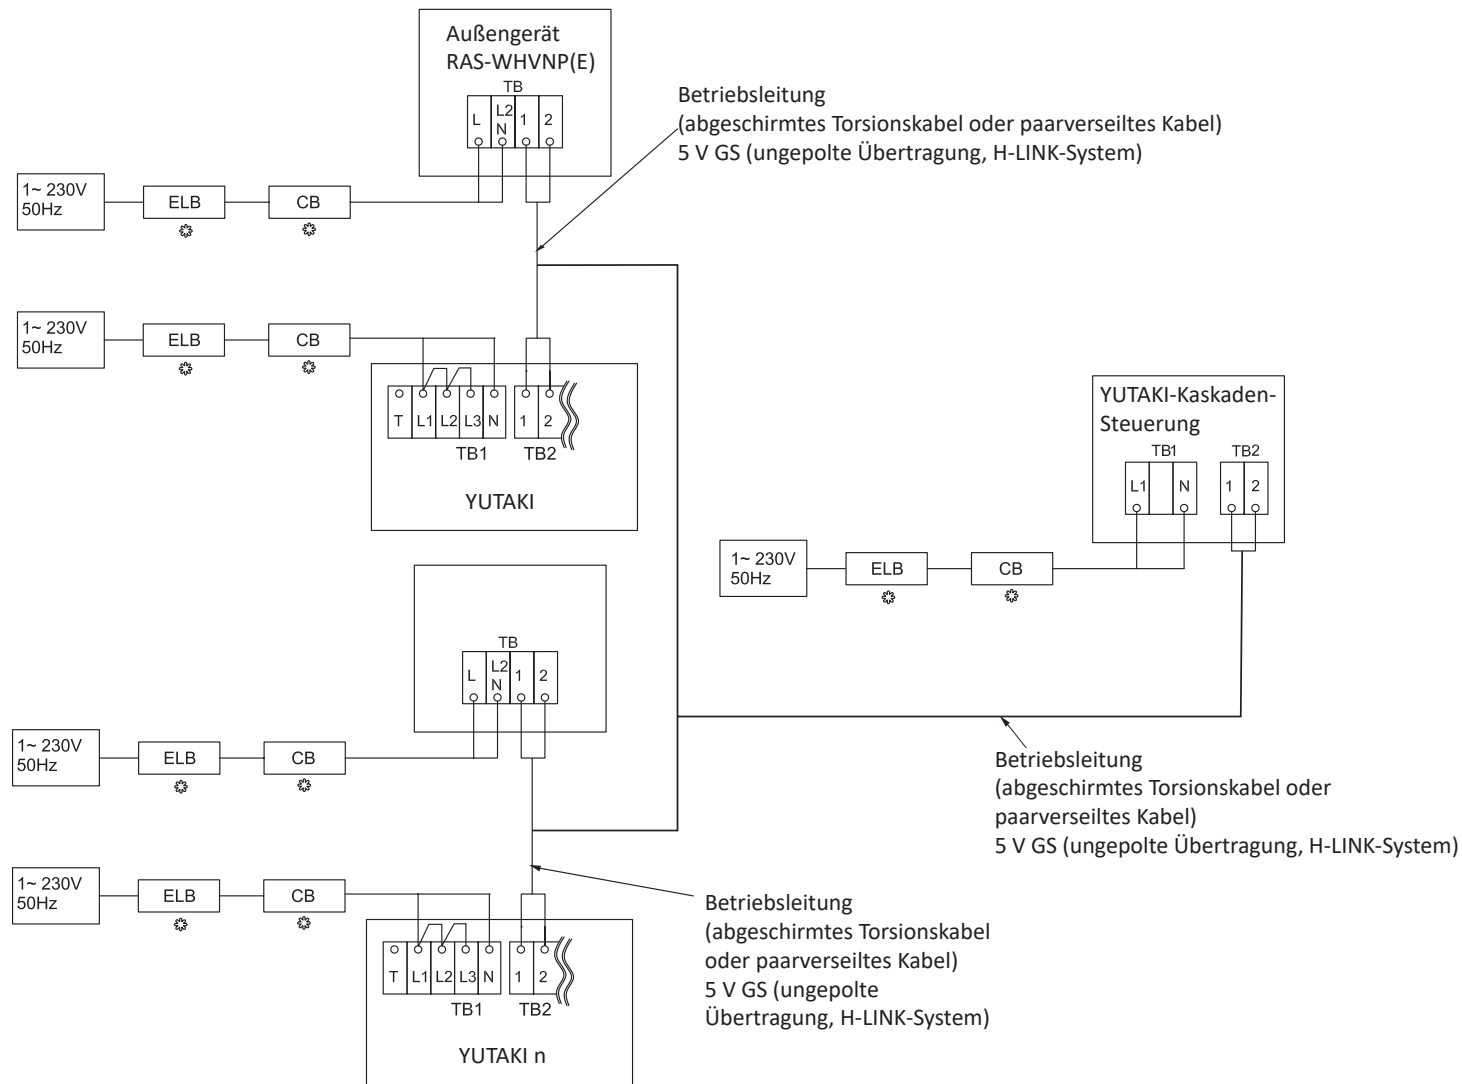 Außengerät
RAS-WHVNP(E)
TB
L
L2
N
1
2
Betriebsleitung
(abgeschirmtes Torsionskabel oder paarverseiltes Kabel)
5 V GS (ungepolte Übertragung, H-LINK-System)
1~ 230V
50Hz
ELB
CB
1~ 230V
50Hz
ELB
CB
T L1 L2 L3 N 1 2
TB1 TB2
YUTAKI
YUTAKI-Kaskaden-
Steuerung
TB1 TB2
L1 N 1 2
1~ 230V
50Hz
ELB
CB
TB
L
L2
N
1
2
1~ 230V
50Hz
ELB
CB
Betriebsleitung
(abgeschirmtes Torsionskabel oder
paarverseiltes Kabel)
5 V GS (ungepolte Übertragung, H-LINK-System)
1~ 230V
50Hz
ELB
CB
Betriebsleitung
(abgeschirmtes Torsionskabel
oder paarverseiltes Kabel)
5 V GS (ungepolte
Übertragung, H-LINK-System)
T L1 L2 L3 N 1 2
TB1 TB2
YUTAKI n